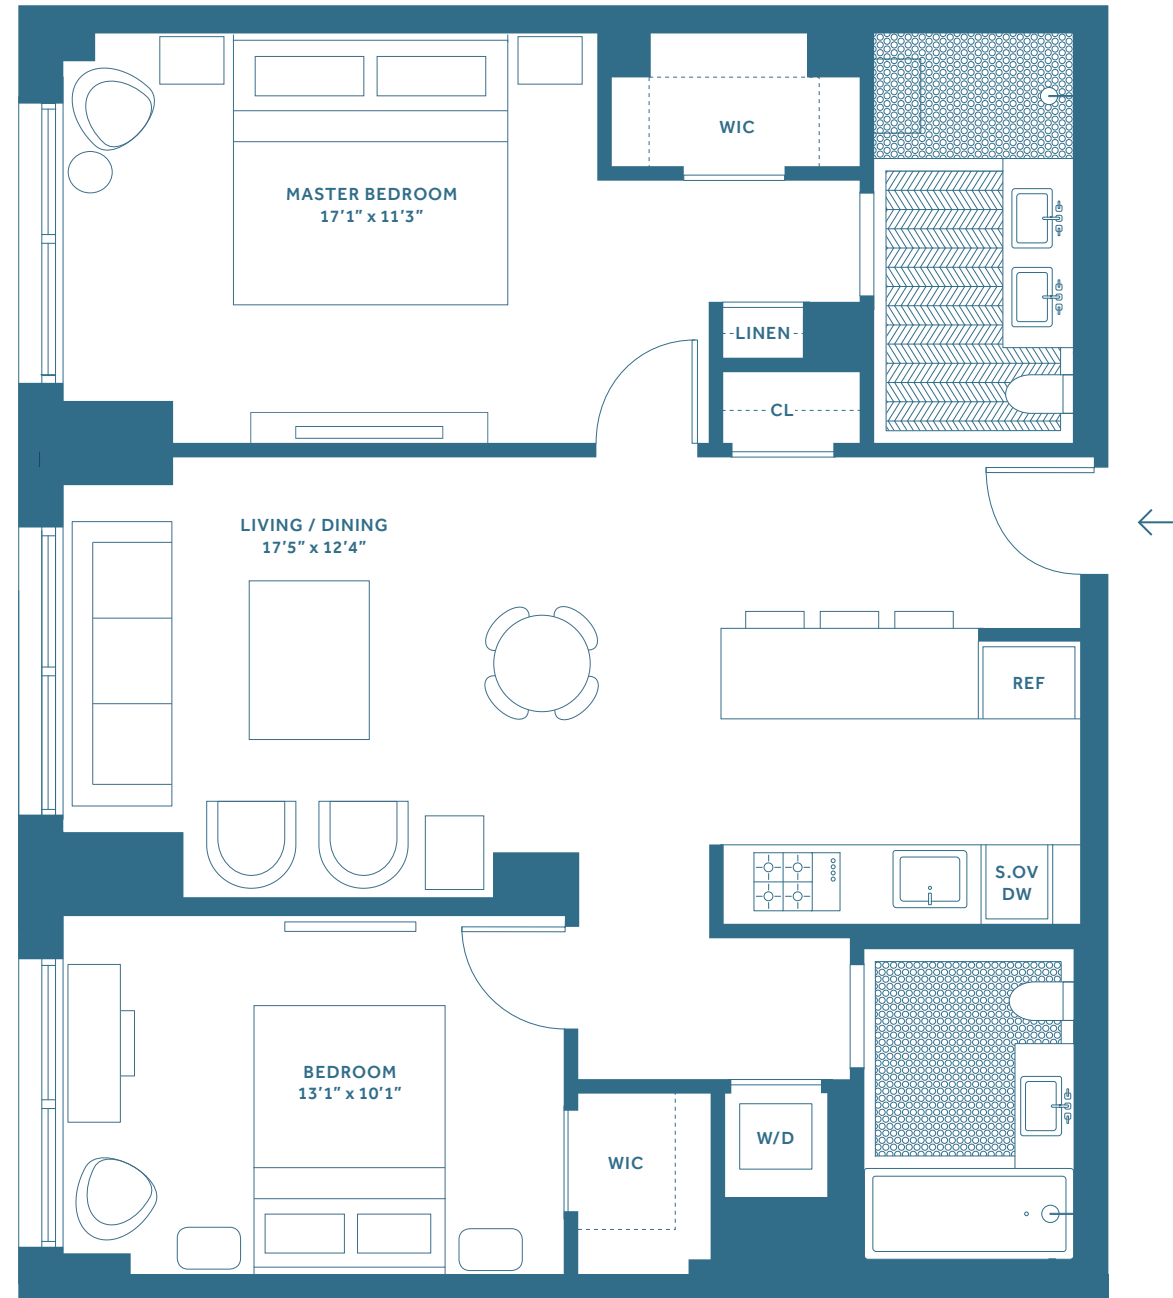 WIC
MASTER BEDROOM
17′1″ x 11′3″
LINEN
CL
LIVING / DINING
17′5″ x 12′4″
REF
S.OV
DW
BEDROOM
13′1″ x 10′1″
W/D
WIC